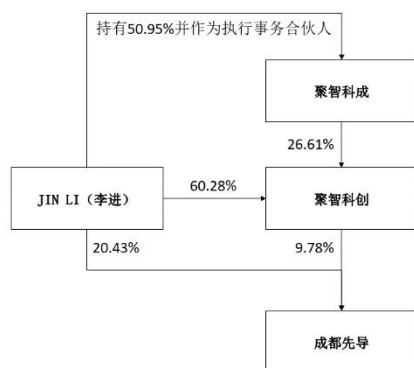 持有50.95%并作为执行事务合伙人
聚智科成
26.61%
JIN LI（李进）
60.28%
聚智科创
20.43%
9.78%
成都先导